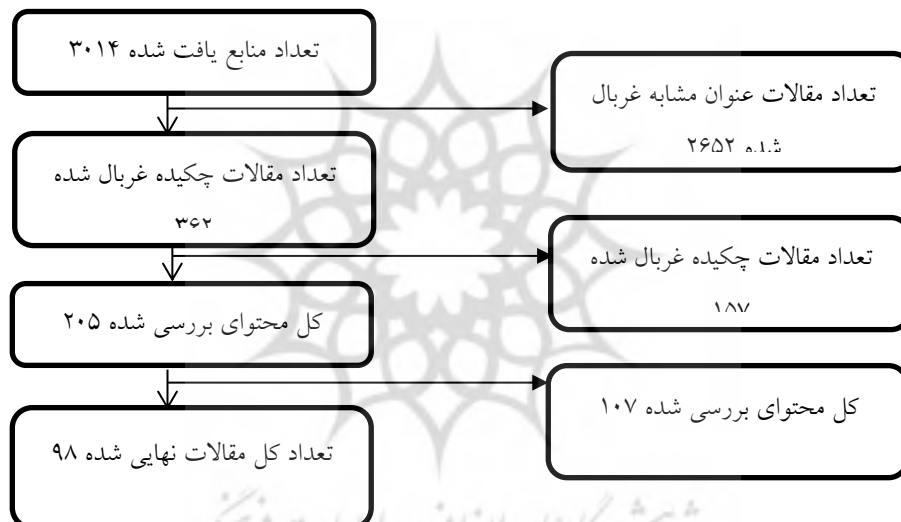 تعداد منابع یافت شده ۳۰۱۴
تعداد مقالات عنوان مشابه غربال
شده ۲۶۵۲
تعداد مقالات چکیده غربال شده
۳۶۲
تعداد مقالات چکیده غربال شده
۱۵۷
کل محتوای بررسی شده ۲۰۵
کل محتوای بررسی شده ۱۰۷
تعداد کل مقالات نهایی شده ۹۸